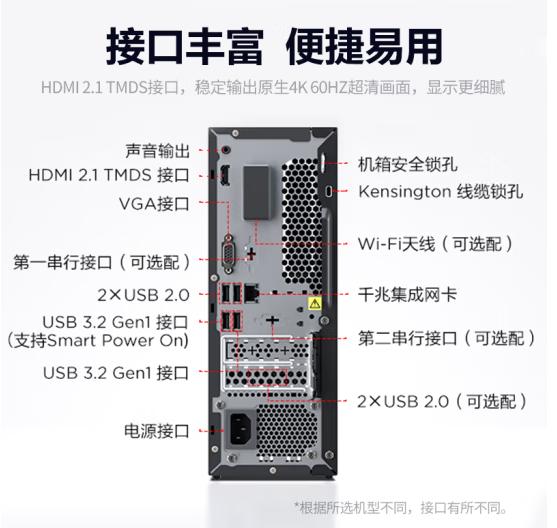 接口丰富 便捷易用
HDMI 2.1 TMDS接口，稳定输出原生4K 60HZ超清画面，显示更细腻
声音输出
HDMI 2.1 TMDS 接口
VGA接口
第一串行接口（可选配）
2×USB 2.0
USB 3.2 Gen1 接口
(支持Smart Power On)
USB 3.2 Gen1 接口
电源接口
机箱安全锁孔
Kensington 线缆锁孔
Wi-Fi天线（可选配）
千兆集成网卡
第二串行接口（可选配）
2×USB 2.0（可选配）
*根据所选机型不同，接口有所不同。